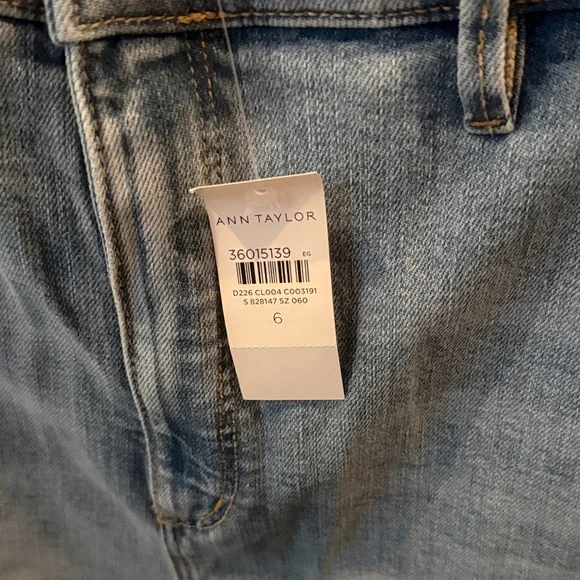 ANN TAYLOR
36015139 EG
D226 CL004 C003191
S 828147 SZ 060
6